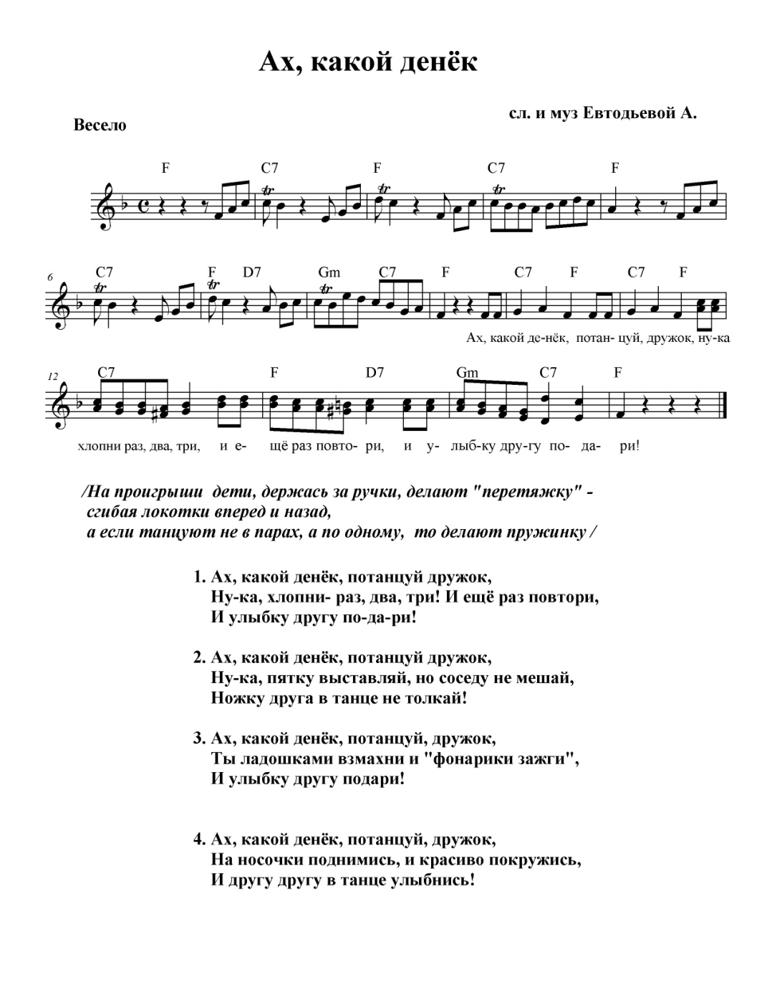 Ах, какой денёк
сл. и муз Евтодьевой А.
Весело
F C7 F C7 F
6 C7 F D7 Gm C7 F C7 F C7 F
Ах, какой де-нёк, потан- цуй, дружок, ну-ка
12 C7 F D7 Gm C7 F
хлопни раз, два, три, и е- щё раз повто- ри, и у- лыб-ку дру-гу по- да- ри!
/На проигрыши дети, держась за ручки, делают "перетяжку" -
сгибая локотки вперед и назад,
а если танцуют не в парах, а по одному, то делают пружинку /
1. Ах, какой денёк, потанцуй дружок,
Ну-ка, хлопни- раз, два, три! И ещё раз повтори,
И улыбку другу по-да-ри!
2. Ах, какой денёк, потанцуй дружок,
Ну-ка, пятку выставляй, но соседу не мешай,
Ножку друга в танце не толкай!
3. Ах, какой денёк, потанцуй, дружок,
Ты ладошками взмахни и "фонарики зажги",
И улыбку другу подари!
4. Ах, какой денёк, потанцуй, дружок,
На носочки поднимись, и красиво покружись,
И другу другу в танце улыбнись!